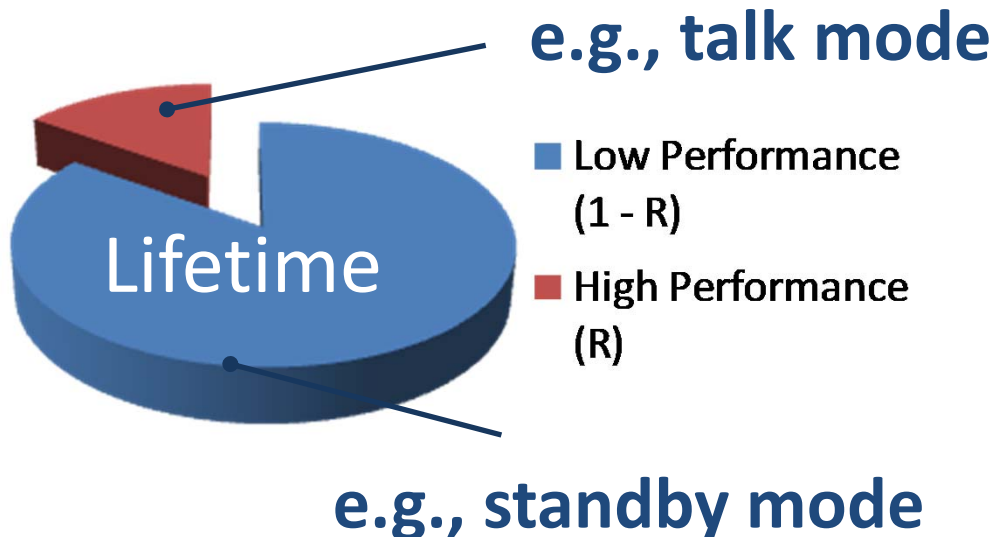 e.g., talk mode
Low Performance
(1 - R)
Lifetime
High Performance
(R)
e.g., standby mode